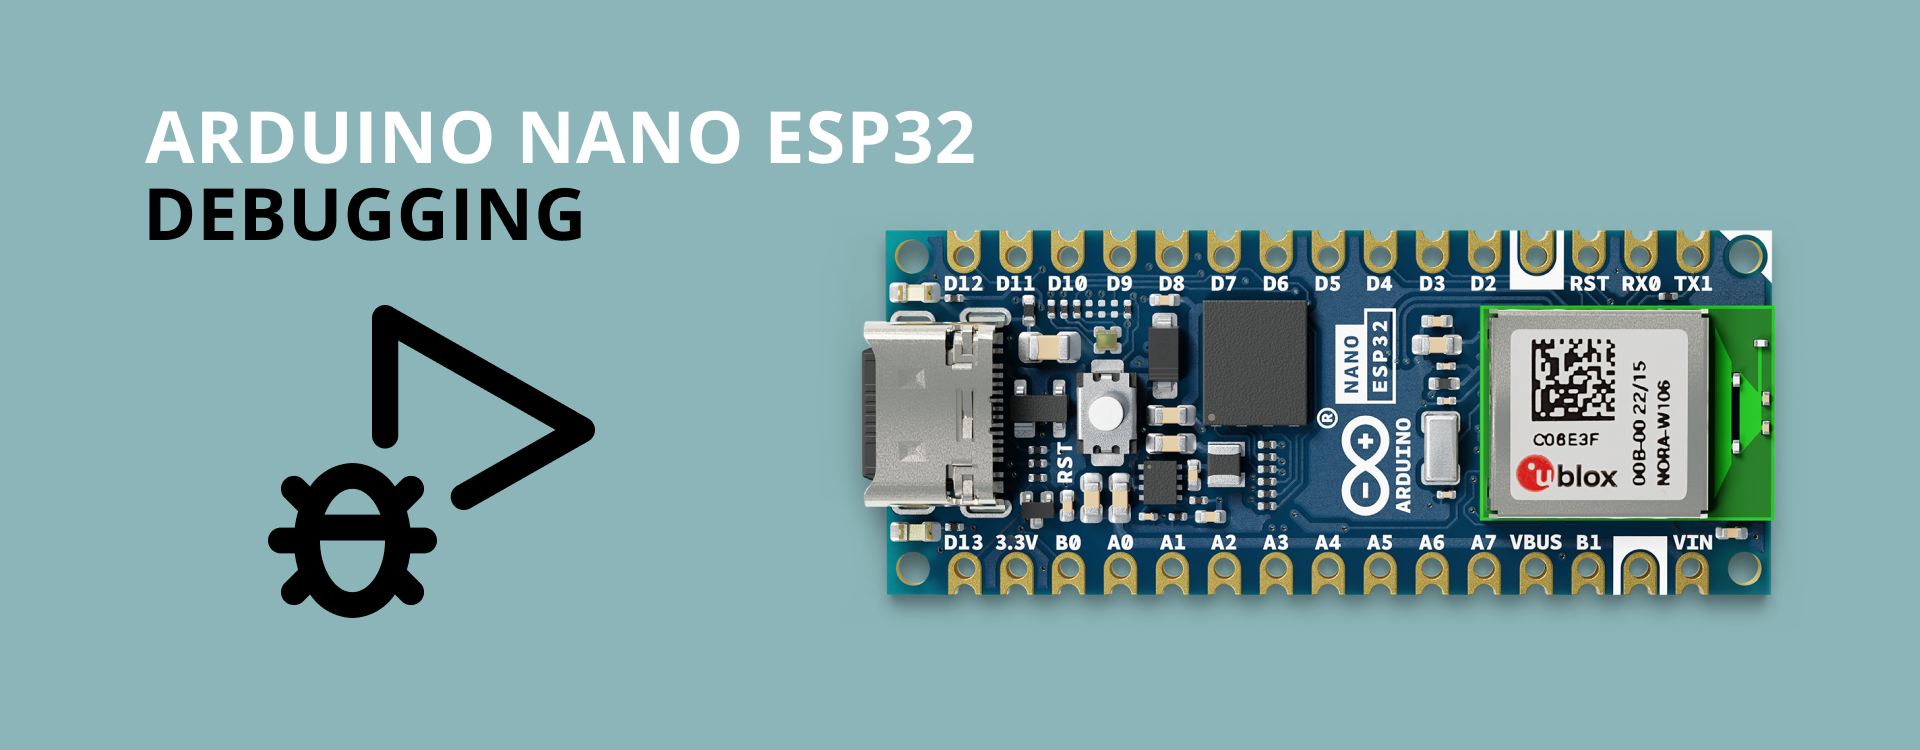 ARDUINO NANO ESP32
DEBUGGING
D12 D11 D10 D9 D8 D7 D6 D5 D4 D3 D2 RST RX0 TX1
RST
NANO
ESP32
®
ARDUINO
C06E3F
ublox
00B-00 22/15
NORA-W106
D13 3.3V B0 A0 A1 A2 A3 A4 A5 A6 A7 VBUS B1 VIN